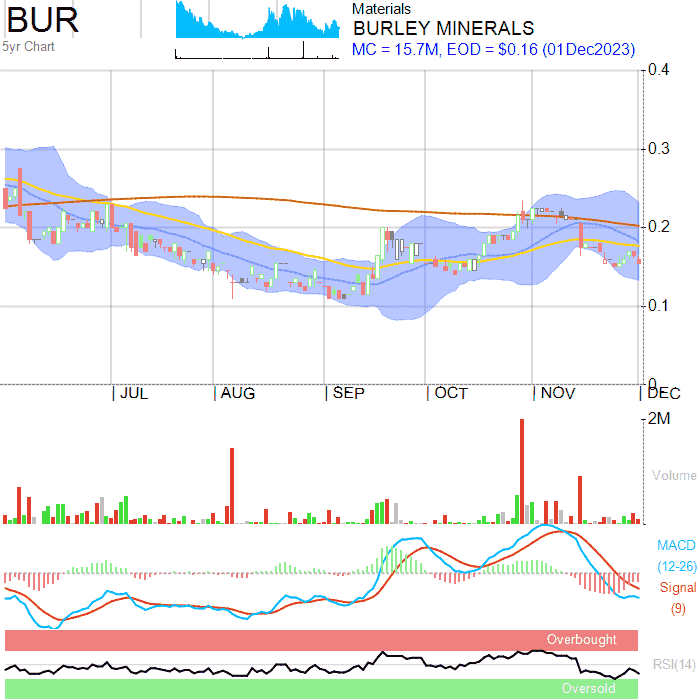 BUR
5yr Chart
Materials
BURLEY MINERALS
MC = 15.7M, EOD = $0.16 (01Dec2023)
0.4
0.3
0.2
0.1
0
JUL AUG SEP OCT NOV DEC
2M
Volume
MACD
(12-26)
Signal
(9)
Overbought
RSI(14)
Oversold